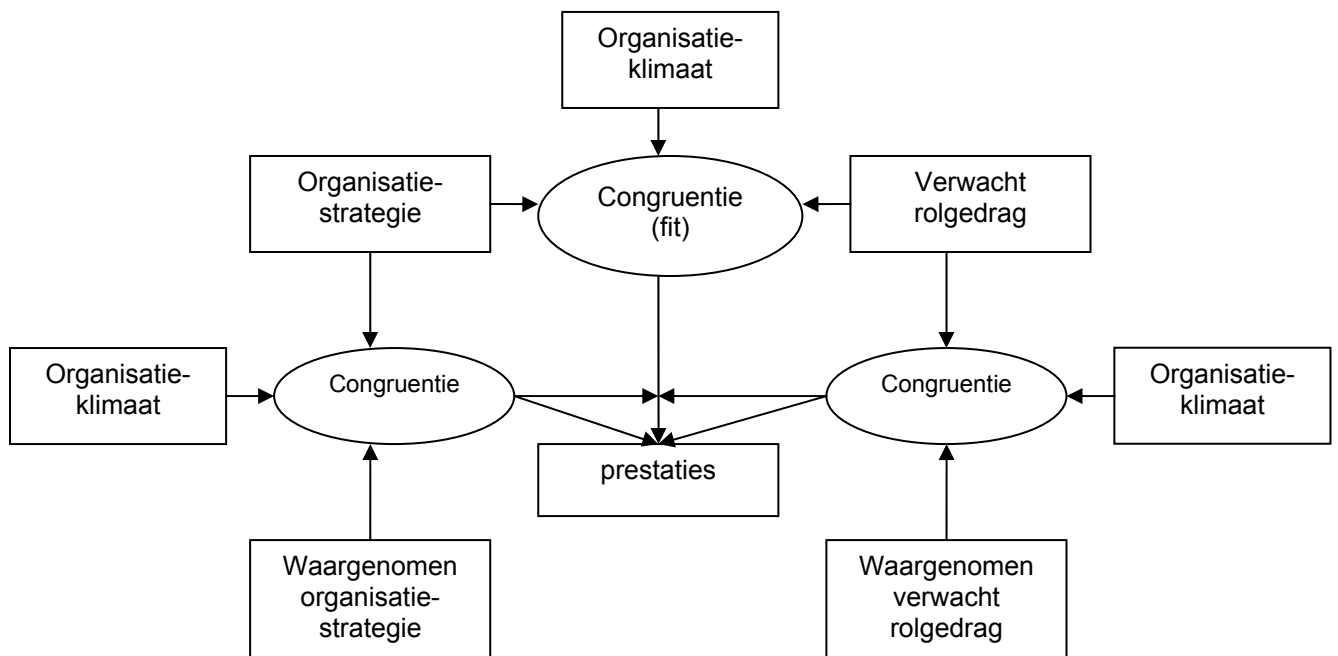 Organisatie-
klimaat
Organisatie-
strategie
Congruentie
(fit)
Verwacht
rolgedrag
Organisatie-
klimaat
Congruentie
Congruentie
Organisatie-
klimaat
prestaties
Waargenomen
organisatie-
strategie
Waargenomen
verwacht
rolgedrag